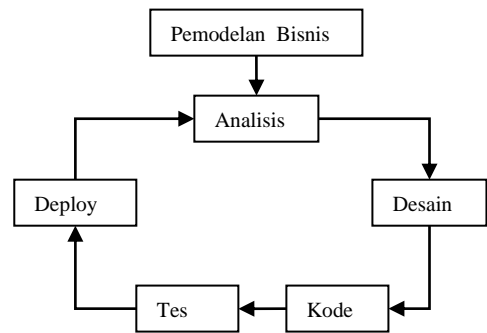 Pemodelan Bisnis
Analisis
Deploy
Desain
Tes
Kode